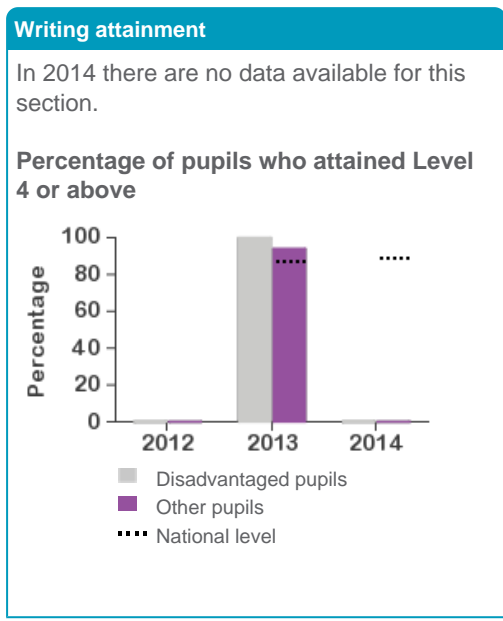 Writing attainment
In 2014 there are no data available for this
section.
Percentage of pupils who attained Level
4 or above
100
80
60
40
20
0
Percentage
2012 2013 2014
Disadvantaged pupils
Other pupils
National level